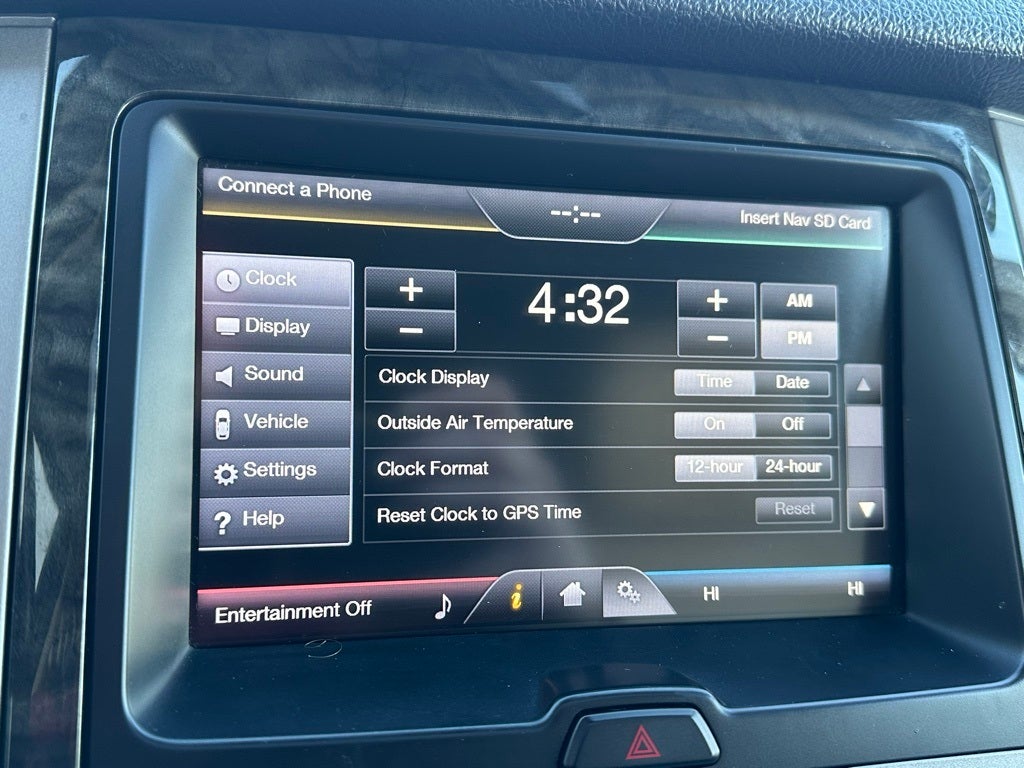 Connect a Phone
--:--
Insert Nav SD Card
Clock
+
4:32
+
AM
Display
−
−
PM
Sound
Clock Display
Time
Date
Vehicle
Outside Air Temperature
On
Off
Settings
Clock Format
12-hour
24-hour
Help
Reset Clock to GPS Time
Reset
Entertainment Off
i
HI
HI